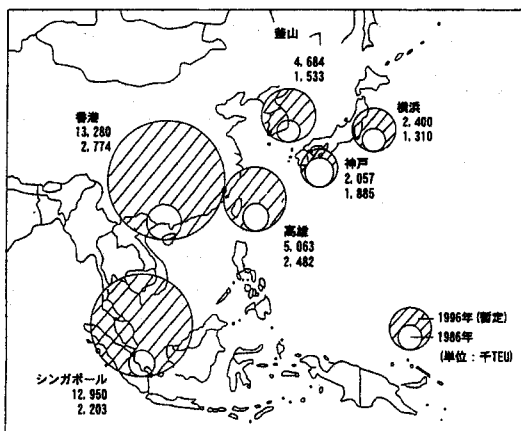 釜山
4.684
1.533
香港
13.280
2.774
横浜
2.400
1.310
神戸
2.057
1.885
高雄
5.063
2.482
1996年(暫定)
1986年
(単位:千TEU)
シンガポール
12.950
2.203